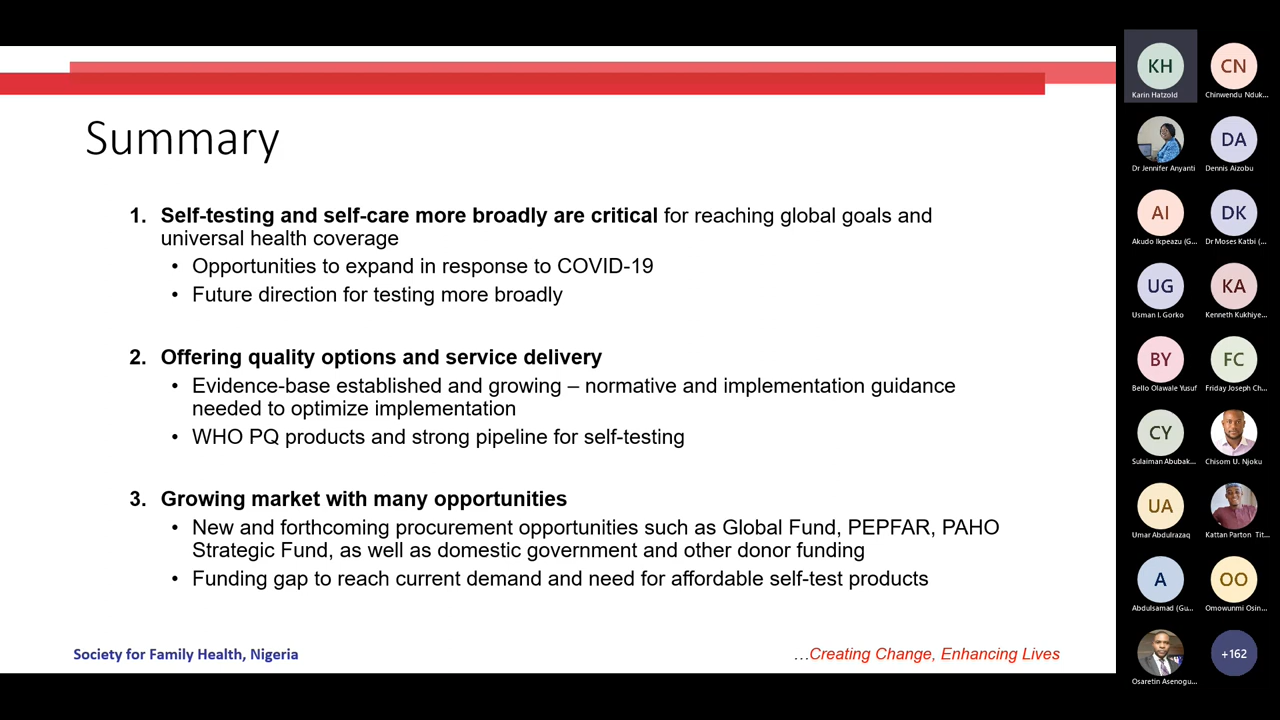 Summary
1. Self-testing and self-care more broadly are critical for reaching global goals and
universal health coverage
• Opportunities to expand in response to COVID-19
• Future direction for testing more broadly
2. Offering quality options and service delivery
• Evidence-base established and growing – normative and implementation guidance
needed to optimize implementation
• WHO PQ products and strong pipeline for self-testing
3. Growing market with many opportunities
• New and forthcoming procurement opportunities such as Global Fund, PEPFAR, PAHO
Strategic Fund, as well as domestic government and other donor funding
• Funding gap to reach current demand and need for affordable self-test products
Society for Family Health, Nigeria
...Creating Change, Enhancing Lives
KH
Karin Hatzold
CN
Chinwendu Nduk...
Dr Jennifer Anyanti
DA
Dennis Aizobu
AI
Akudo Ikpeazu (G...
DK
Dr Moses Katbi (...
UG
Usman I. Gorko
KA
Kenneth Kukhiye...
BY
Bello Olawale Yusuf
FC
Friday Joseph Ch...
CY
Sulaiman Abubak...
Chisom U. Njoku
UA
Umar Abdulrazaq
Kattan Parton Tit...
A
Abdulsamad (Gu...
OO
Omowunmi Osin...
Osaretin Asenogu...
+162